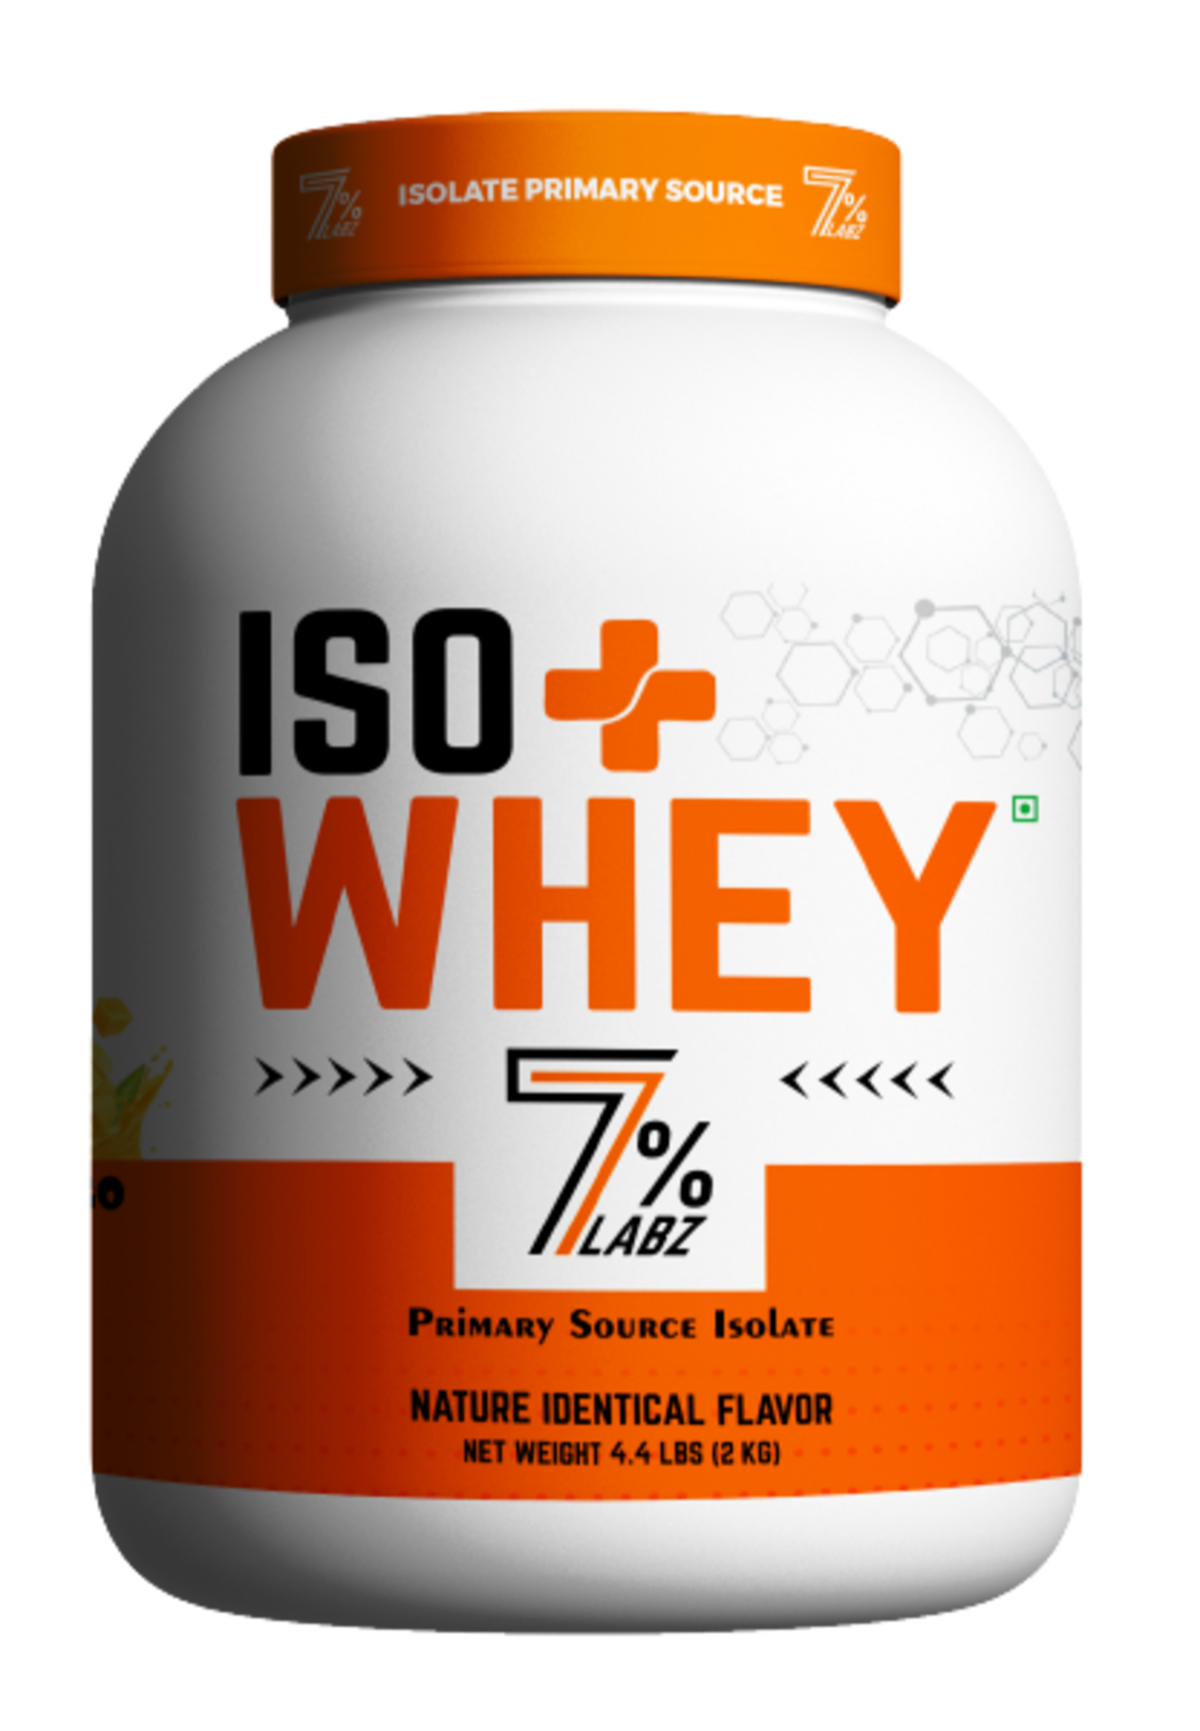 7% LABZ
ISOLATE PRIMARY SOURCE
7% LABZ
ISO+
WHEY
7%
LABZ
Primary Source Isolate
NATURE IDENTICAL FLAVOR
NET WEIGHT 4.4 LBS (2 KG)